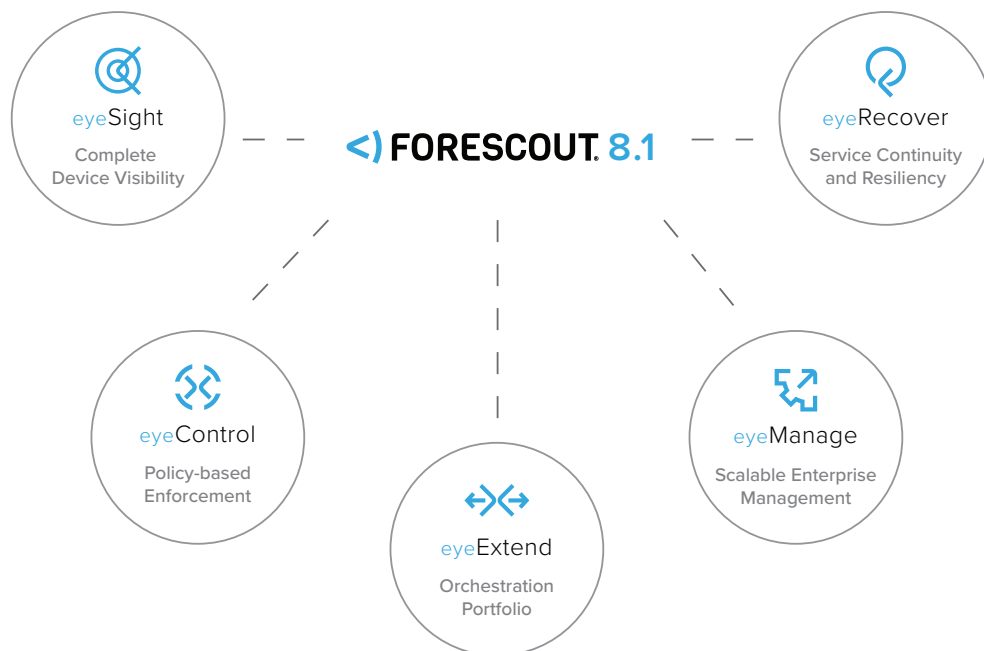 eyeSight
Complete
Device Visibility
<) FORESCOUT. 8.1
eyeRecover
Service Continuity
and Resiliency
eyeControl
Policy-based
Enforcement
eyeExtend
Orchestration
Portfolio
eyeManage
Scalable Enterprise
Management